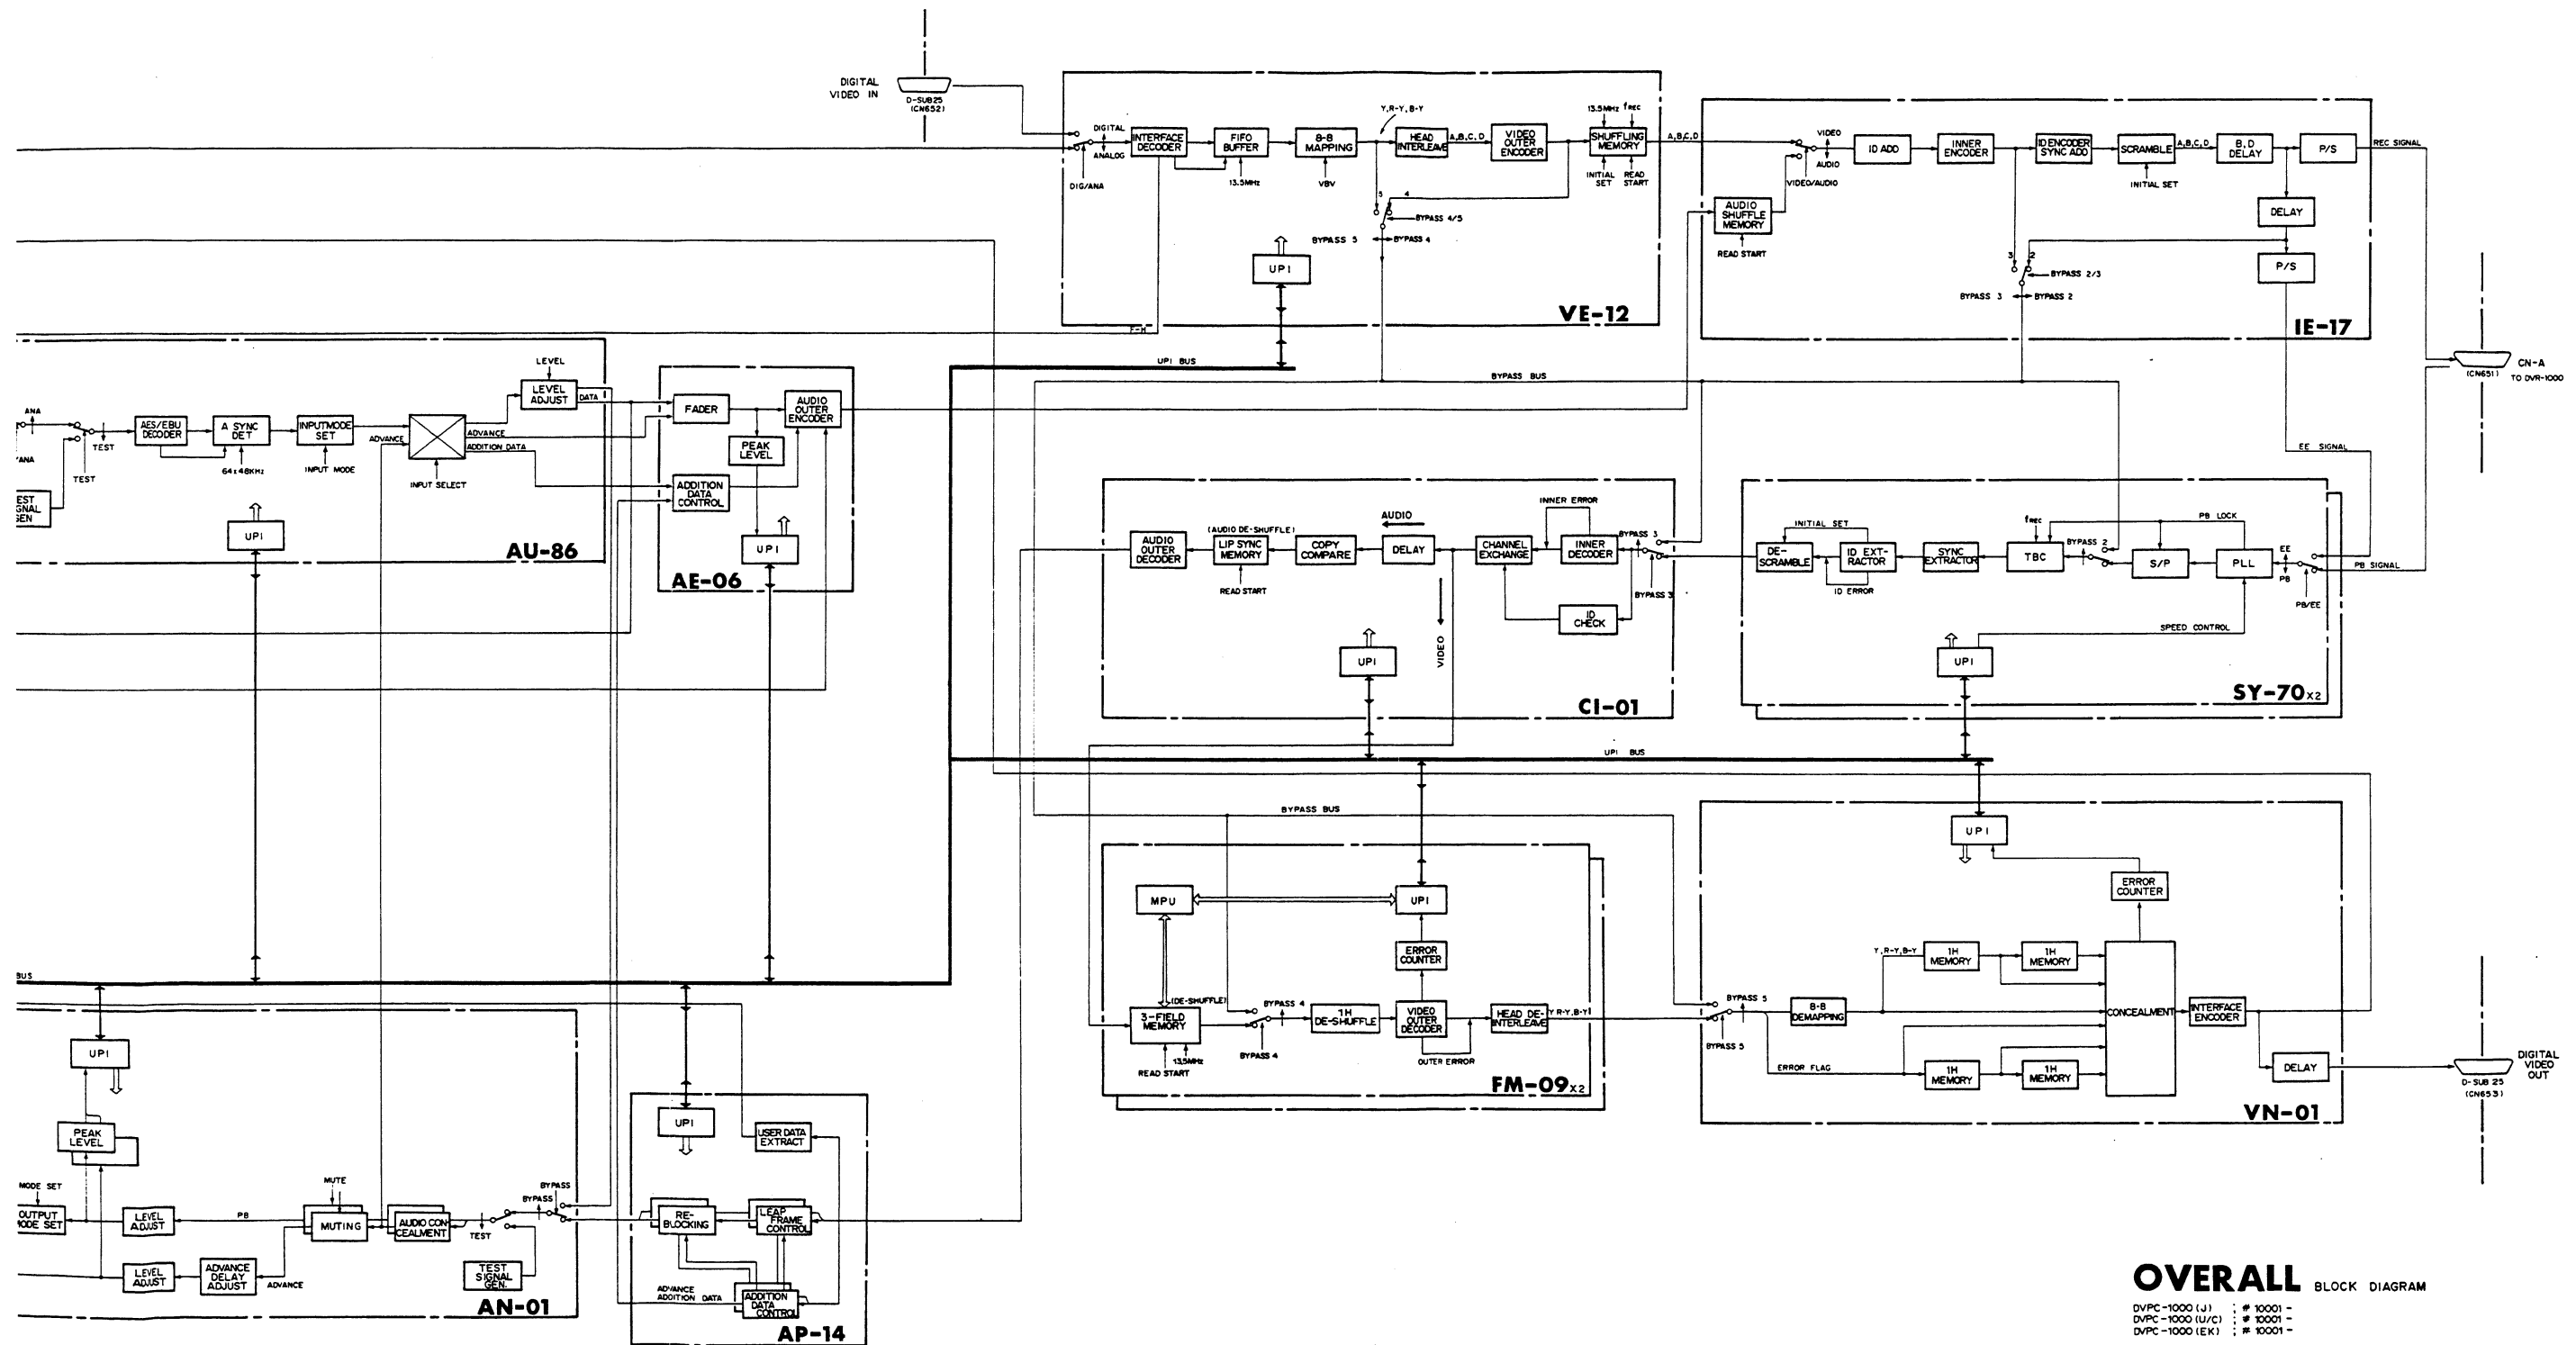 DIGITAL
VIDEO IN
D-SUB25
(CN652)
DIGITAL
ANALOG
DIG/ANA
INTERFACE
DECODER
FIFO
BUFFER
13.5MHz
8-8
MAPPING
VBV
Y,R-Y,B-Y
HEAD
INTERLEAVE
A,B,C,D
VIDEO
OUTER
ENCODER
13.5MHz fREC
SHUFFLING
MEMORY
INITIAL
SET
READ
START
A,B,C,D
5
4
BYPASS 4/5
BYPASS 5
BYPASS 4
UPI
VE-12
F-H
VIDEO
AUDIO
VIDEO/AUDIO
AUDIO
SHUFFLE
MEMORY
READ START
ID ADD
INNER
ENCODER
ID ENCODER
SYNC ADD
SCRAMBLE
INITIAL SET
A,B,C,D
B,D
DELAY
P/S
REC SIGNAL
DELAY
P/S
3
2
BYPASS 2/3
BYPASS 3
BYPASS 2
IE-17
CN-A
(CN651)
TO DVR-1000
UPI BUS
BYPASS BUS
EE SIGNAL
ANA
/ANA
TEST
TEST
EST
GNAL
GEN
AES/EBU
DECODER
A SYNC
DET
64x48KHz
INPUTMODE
SET
INPUT MODE
ADVANCE
INPUT SELECT
LEVEL
LEVEL
ADJUST
DATA
ADVANCE
ADDITION DATA
UPI
AU-86
FADER
PEAK
LEVEL
AUDIO
OUTER
ENCODER
ADDITION
DATA
CONTROL
UPI
AE-06
AUDIO
OUTER
DECODER
(AUDIO DE-SHUFFLE)
LIP SYNC
MEMORY
READ START
COPY
COMPARE
AUDIO
DELAY
VIDEO
CHANNEL
EXCHANGE
INNER ERROR
INNER
DECODER
BYPASS 3
BYPASS 3
ID
CHECK
UPI
CI-01
DE-
SCRAMBLE
INITIAL SET
ID EXT-
RACTOR
ID ERROR
SYNC
EXTRACTOR
fREC
TBC
BYPASS 2
S/P
PB LOCK
PLL
EE
PB
PB/EE
PB SIGNAL
SPEED CONTROL
UPI
SY-70x2
UPI BUS
BYPASS BUS
MPU
UPI
ERROR
COUNTER
(DE-SHUFFLE)
3-FIELD
MEMORY
READ START
13.5MHz
BYPASS 4
BYPASS 4
1H
DE-SHUFFLE
VIDEO
OUTER
DECODER
OUTER ERROR
HEAD DE-
INTERLEAVE
Y R-Y,B-Y
FM-09x2
UPI
ERROR
COUNTER
Y,R-Y,B-Y
1H
MEMORY
1H
MEMORY
BYPASS 5
BYPASS 5
8-8
DEMAPPING
CONCEALMENT
INTERFACE
ENCODER
ERROR FLAG
1H
MEMORY
1H
MEMORY
DELAY
VN-01
DIGITAL
VIDEO
OUT
D-SUB 25
(CN653)
BUS
UPI
PEAK
LEVEL
MODE SET
OUTPUT
MODE SET
LEVEL
ADJUST
PB
MUTE
MUTING
AUDIO CON-
CEALMENT
TEST
BYPASS
BYPASS
LEVEL
ADJUST
ADVANCE
DELAY
ADJUST
ADVANCE
TEST
SIGNAL
GEN.
AN-01
UPI
USER DATA
EXTRACT
RE-
BLOCKING
LEAP
FRAME
CONTROL
ADVANCE
ADDITION DATA
ADDITION
DATA
CONTROL
AP-14
OVERALL BLOCK DIAGRAM
DVPC-1000 (J) ; # 10001 -
DVPC-1000 (U/C) ; # 10001 -
DVPC-1000 (EK) ; # 10001 -